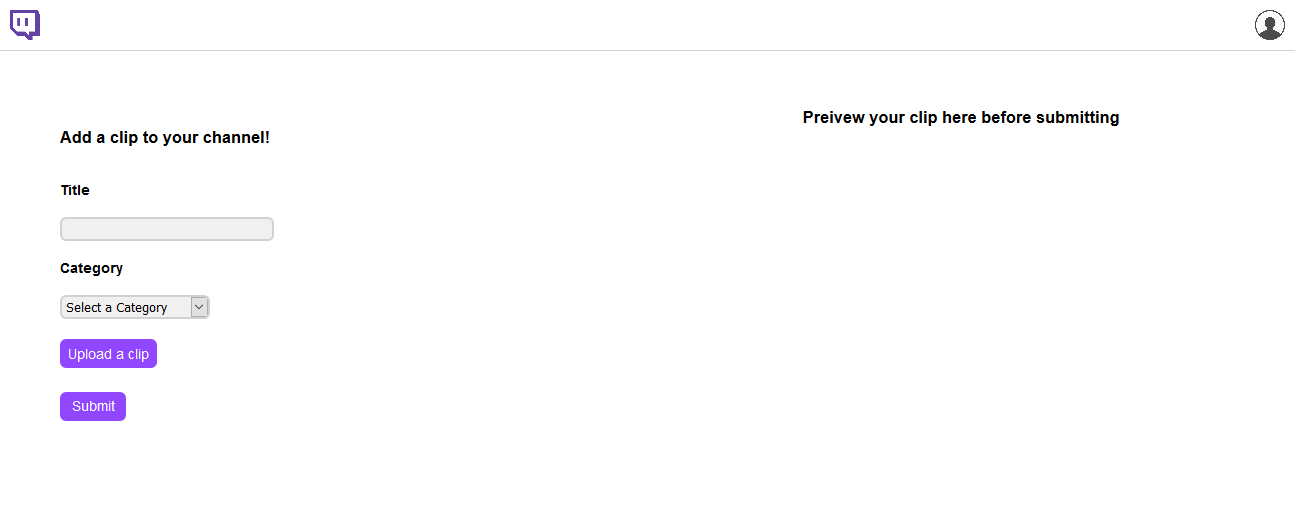 Preivew your clip here before submitting
Add a clip to your channel!
Title
Category
Select a Category
Upload a clip
Submit